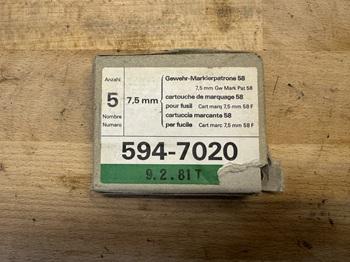 Anzahl
5
Nombre
Numero
7,5 mm
Gewehr-Markierpatrone 58
7,5 mm Gw Mark Pat 58
cartouche de marquage 58
pour fusil Cart marq 7,5 mm 58 F
cartuccia marcante 58
per fucile Cart marc 7,5 mm 58 F
594-7020
9.2.81T